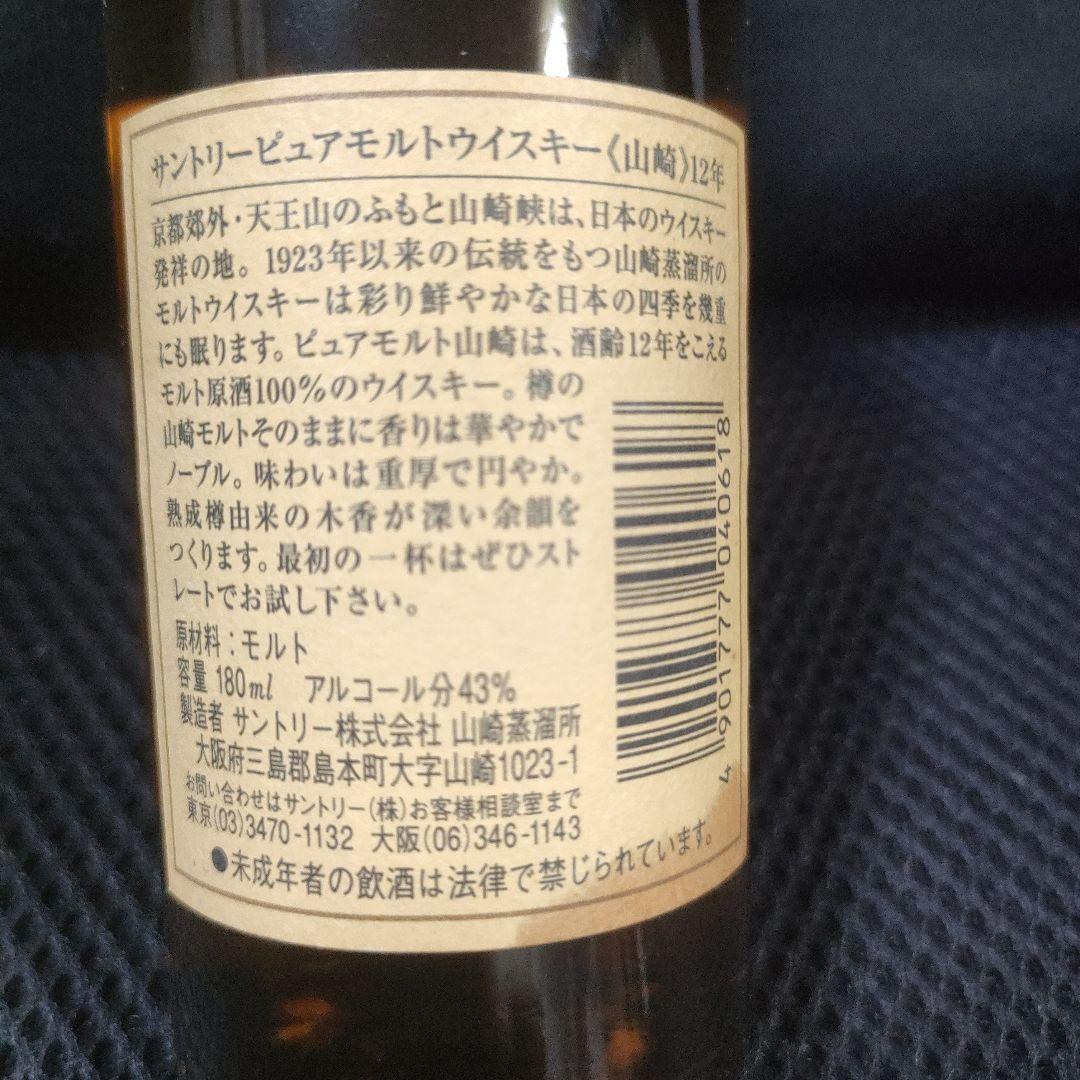 サントリーピュアモルトウイスキー《山崎》12年
京都郊外・天王山のふもと山崎峡は、日本のウイスキー
発祥の地。1923年以来の伝統をもつ山崎蒸溜所の
モルトウイスキーは彩り鮮やかな日本の四季を幾重
にも眠ります。ピュアモルト山崎は、酒齢12年をこえる
モルト原酒100%のウイスキー。樽の
山崎モルトそのままに香りは華やかで
ノーブル。味わいは重厚で円やか。
熟成樽由来の木香が深い余韻を
つくります。最初の一杯はぜひスト
レートでお試し下さい。
原材料：モルト
容量 180ml アルコール分43%
製造者 サントリー株式会社 山崎蒸溜所
大阪府三島郡島本町大字山崎1023-1
お問い合わせはサントリー(株)お客様相談室まで
東京(03)3470-1132 大阪(06)346-1143
●未成年者の飲酒は法律で禁じられています。
4 901777 040618